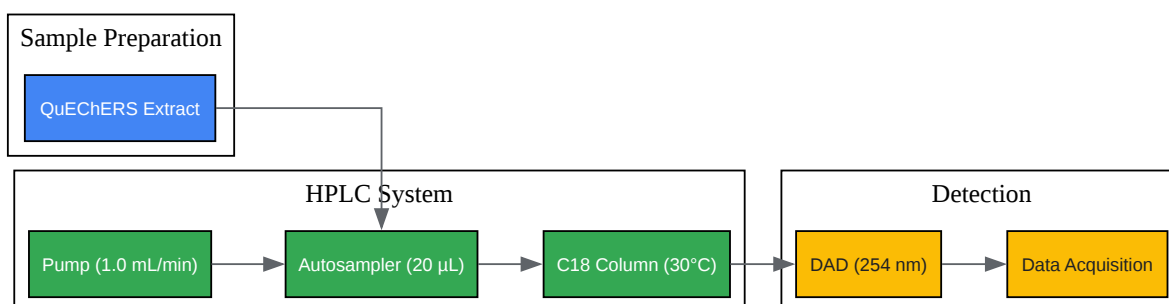 Sample Preparation
QuEChERS Extract
HPLC System
Pump (1.0 mL/min)
Autosampler (20 µL)
C18 Column (30°C)
Detection
DAD (254 nm)
Data Acquisition